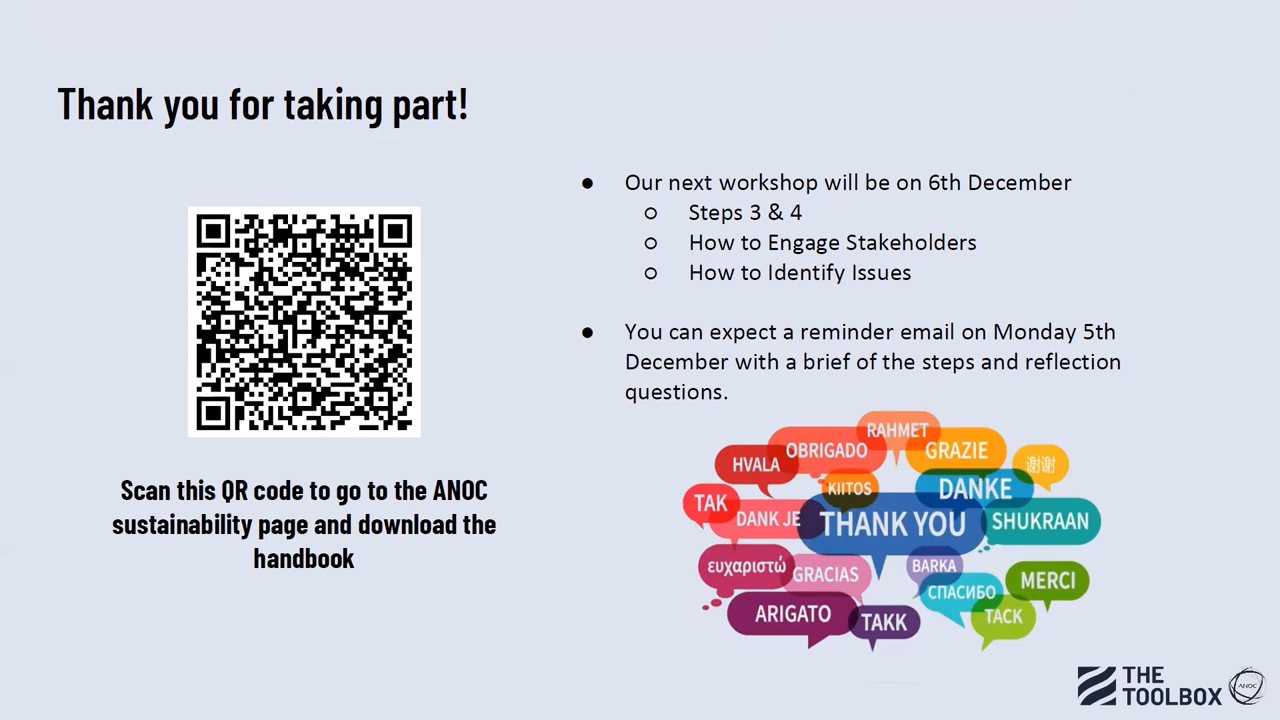 Thank you for taking part!
● Our next workshop will be on 6th December
○ Steps 3 & 4
○ How to Engage Stakeholders
○ How to Identify Issues
● You can expect a reminder email on Monday 5th
December with a brief of the steps and reflection
questions.
Scan this QR code to go to the ANOC
sustainability page and download the
handbook
RAHMET
OBRIGADO
GRAZIE
HVALA
谢谢
KIITOS
DANKE
TAK
DANK JE
THANK YOU
SHUKRAAN
ευχαριστώ
GRACIAS
BARKA
MERCI
СПАСИБО
ARIGATO
TAKK
TACK
THE
TOOLBOX
ANOC